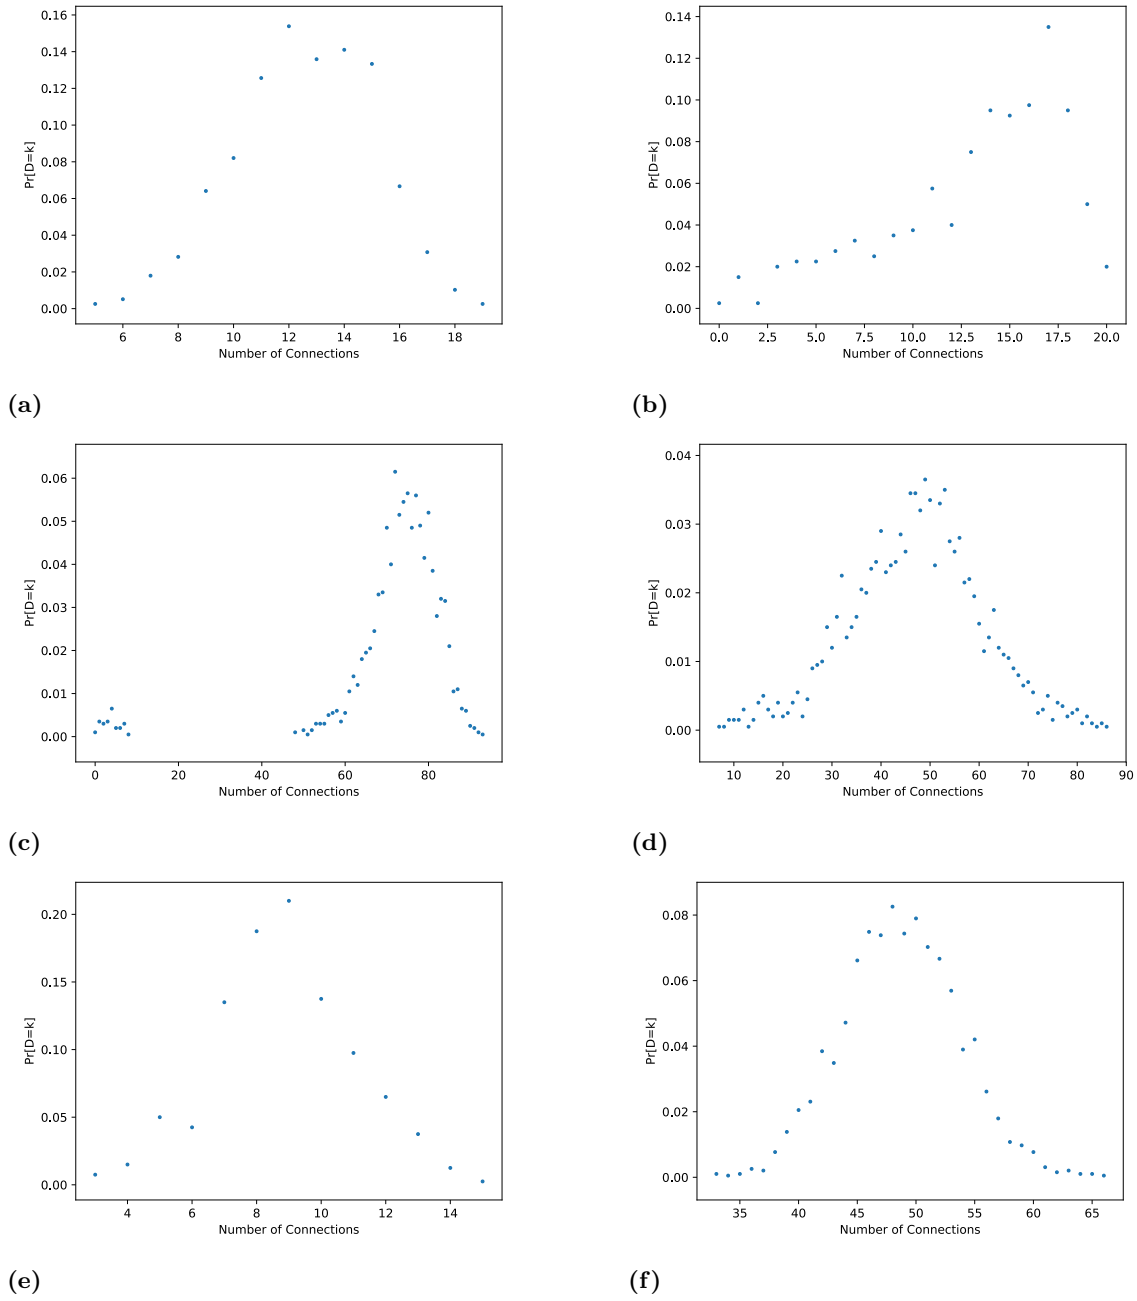 0.16
0.14
0.12
0.10
0.08
0.06
0.04
0.02
0.00
Pr[D=k]
6 8 10 12 14 16 18
Number of Connections
(a)
0.14
0.12
0.10
0.08
0.06
0.04
0.02
0.00
Pr[D=k]
0.0 2.5 5.0 7.5 10.0 12.5 15.0 17.5 20.0
Number of Connections
(b)
0.06
0.05
0.04
0.03
0.02
0.01
0.00
Pr[D=k]
0 20 40 60 80
Number of Connections
(c)
0.04
0.03
0.02
0.01
0.00
Pr[D=k]
10 20 30 40 50 60 70 80 90
Number of Connections
(d)
0.20
0.15
0.10
0.05
0.00
Pr[D=k]
4 6 8 10 12 14
Number of Connections
(e)
0.08
0.06
0.04
0.02
0.00
Pr[D=k]
35 40 45 50 55 60 65
Number of Connections
(f)